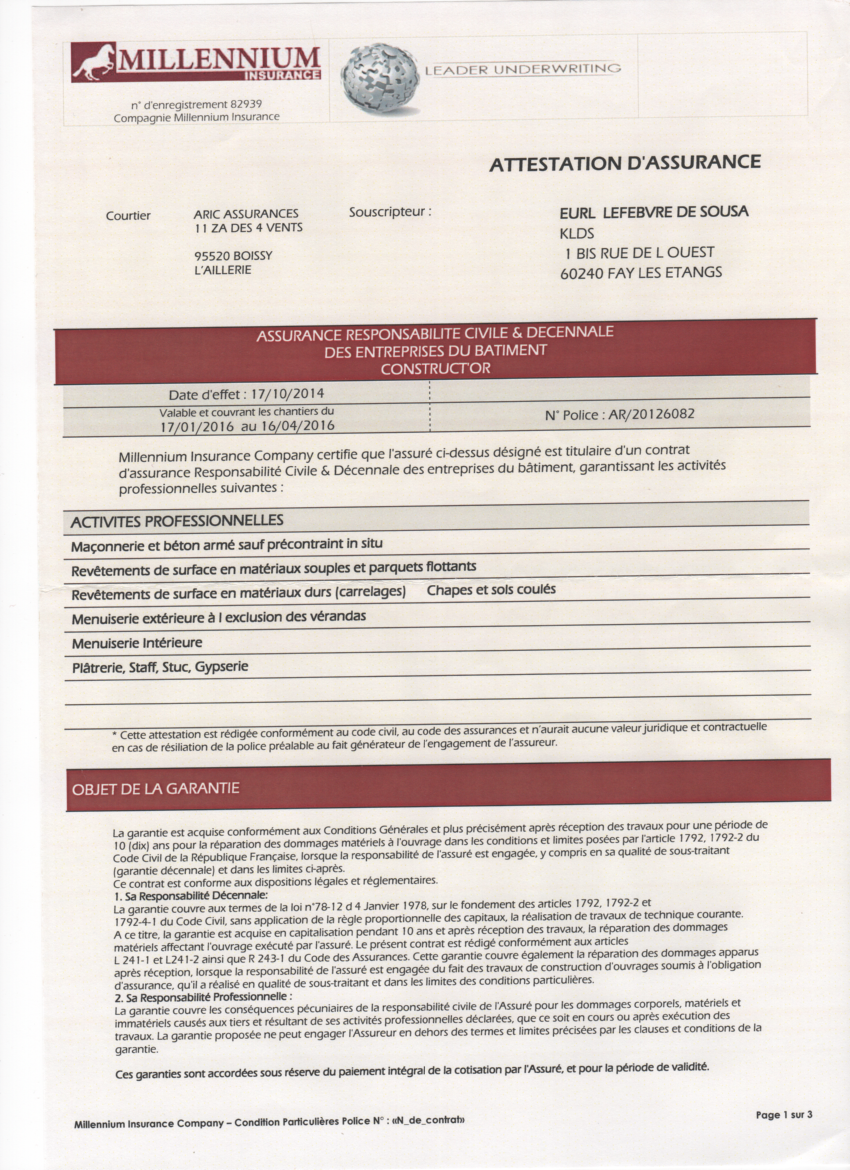 MILLENNIUM
INSURANCE
LEADER UNDERWRITING
n° d'enregistrement 82939
Compagnie Millennium Insurance
ATTESTATION D'ASSURANCE
Courtier
ARIC ASSURANCES
11 ZA DES 4 VENTS
95520 BOISSY
L'AILLERIE
Souscripteur :
EURL LEFEBVRE DE SOUSA
KLDS
1 BIS RUE DE L OUEST
60240 FAY LES ETANGS
ASSURANCE RESPONSABILITE CIVILE & DECENNALE
DES ENTREPRISES DU BATIMENT
CONSTRUCT'OR
Date d'effet : 17/10/2014
Valable et couvrant les chantiers du
17/01/2016 au 16/04/2016
N° Police : AR/20126082
Millennium Insurance Company certifie que l'assuré ci-dessus désigné est titulaire d'un contrat
d'assurance Responsabilité Civile & Décennale des entreprises du bâtiment, garantissant les activités
professionnelles suivantes :
ACTIVITES PROFESSIONNELLES
Maçonnerie et béton armé sauf précontraint in situ
Revêtements de surface en matériaux souples et parquets flottants
Revêtements de surface en matériaux durs (carrelages) Chapes et sols coulés
Menuiserie extérieure à l exclusion des vérandas
Menuiserie Intérieure
Plâtrerie, Staff, Stuc, Gypserie
* Cette attestation est rédigée conformément au code civil, au code des assurances et n'aurait aucune valeur juridique et contractuelle
en cas de résiliation de la police préalable au fait générateur de l'engagement de l'assureur.
OBJET DE LA GARANTIE
La garantie est acquise conformément aux Conditions Générales et plus précisément après réception des travaux pour une période de
10 (dix) ans pour la réparation des dommages matériels à l'ouvrage dans les conditions et limites posées par l'article 1792, 1792-2 du
Code Civil de la République Française, lorsque la responsabilité de l'assuré est engagée, y compris en sa qualité de sous-traitant
(garantie décennale) et dans les limites ci-après.
Ce contrat est conforme aux dispositions légales et réglementaires.
1. Sa Responsabilité Décennale:
La garantie couvre aux termes de la loi n°78-12 d 4 Janvier 1978, sur le fondement des articles 1792, 1792-2 et
1792-4-1 du Code Civil, sans application de la règle proportionnelle des capitaux, la réalisation de travaux de technique courante.
A ce titre, la garantie est acquise en capitalisation pendant 10 ans et après réception des travaux, la réparation des dommages
matériels affectant l'ouvrage exécuté par l'assuré. Le présent contrat est rédigé conformément aux articles
L 241-1 et L241-2 ainsi que R 243-1 du Code des Assurances. Cette garantie couvre également la réparation des dommages apparus
après réception, lorsque la responsabilité de l'assuré est engagée du fait des travaux de construction d'ouvrages soumis à l'obligation
d'assurance, qu'il a réalisé en qualité de sous-traitant et dans les limites des conditions particulières.
2. Sa Responsabilité Professionnelle :
La garantie couvre les conséquences pécuniaires de la responsabilité civile de l'Assuré pour les dommages corporels, matériels et
immatériels causés aux tiers et résultant de ses activités professionnelles déclarées, que ce soit en cours ou après exécution des
travaux. La garantie proposée ne peut engager l'Assureur en dehors des termes et limites précisées par les clauses et conditions de la
garantie.
Ces garanties sont accordées sous réserve du paiement intégral de la cotisation par l'Assuré, et pour la période de validité.
Millennium Insurance Company – Condition Particulières Police N° : «N_de_contrat»
Page 1 sur 3